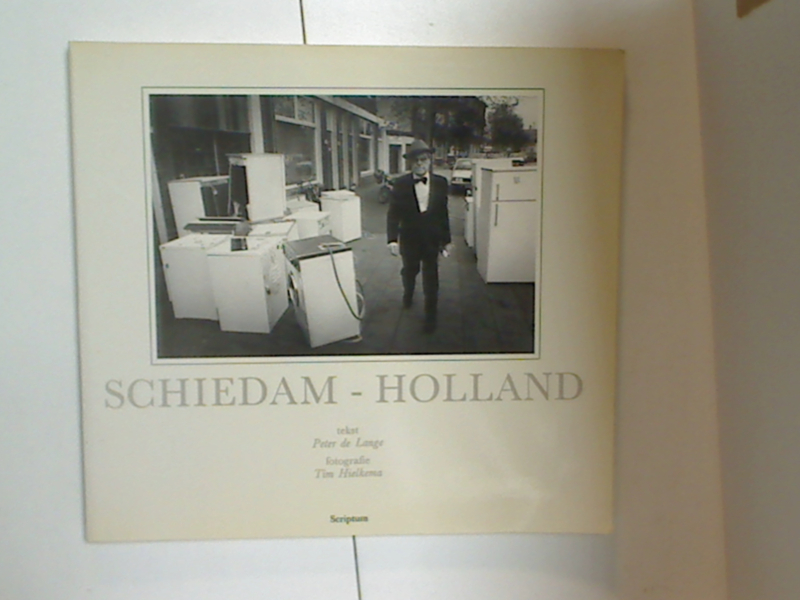 SCHIEDAM - HOLLAND
tekst
Peter de Lange
fotografie
Tim Hielkema
Scriptum